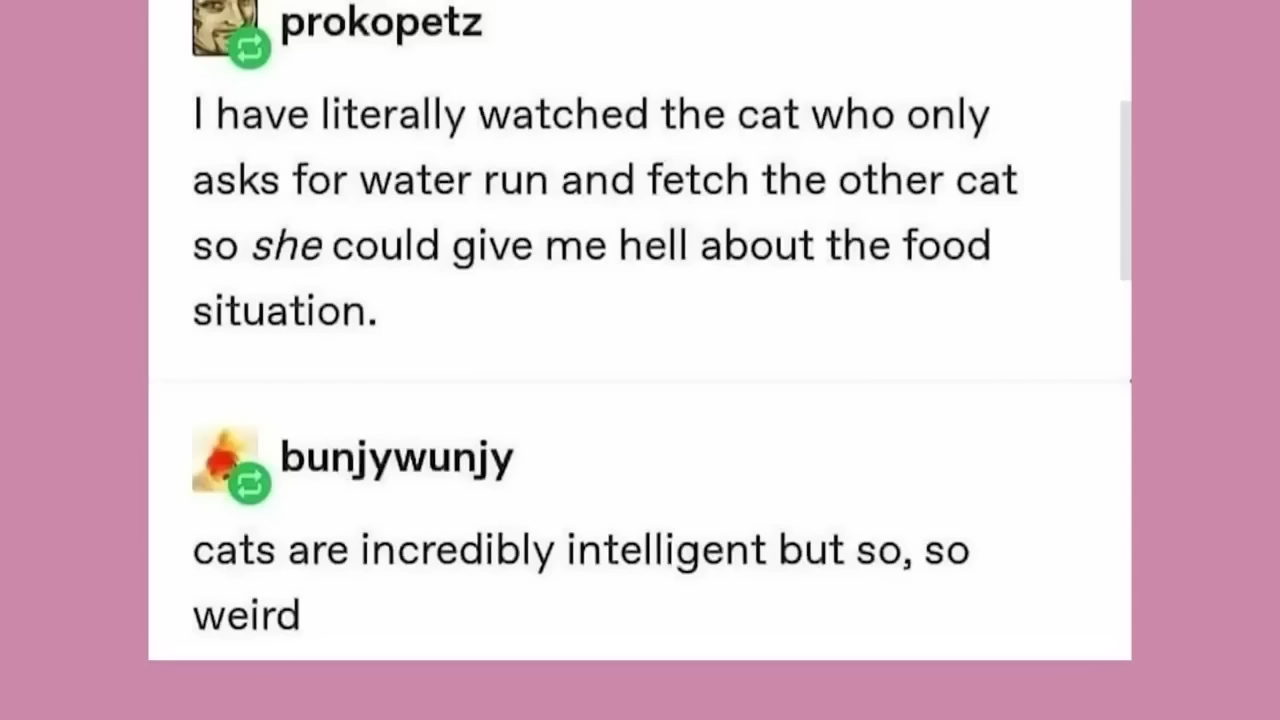 prokopetz
I have literally watched the cat who only
asks for water run and fetch the other cat
so she could give me hell about the food
situation.
bunjywunjy
cats are incredibly intelligent but so, so
weird